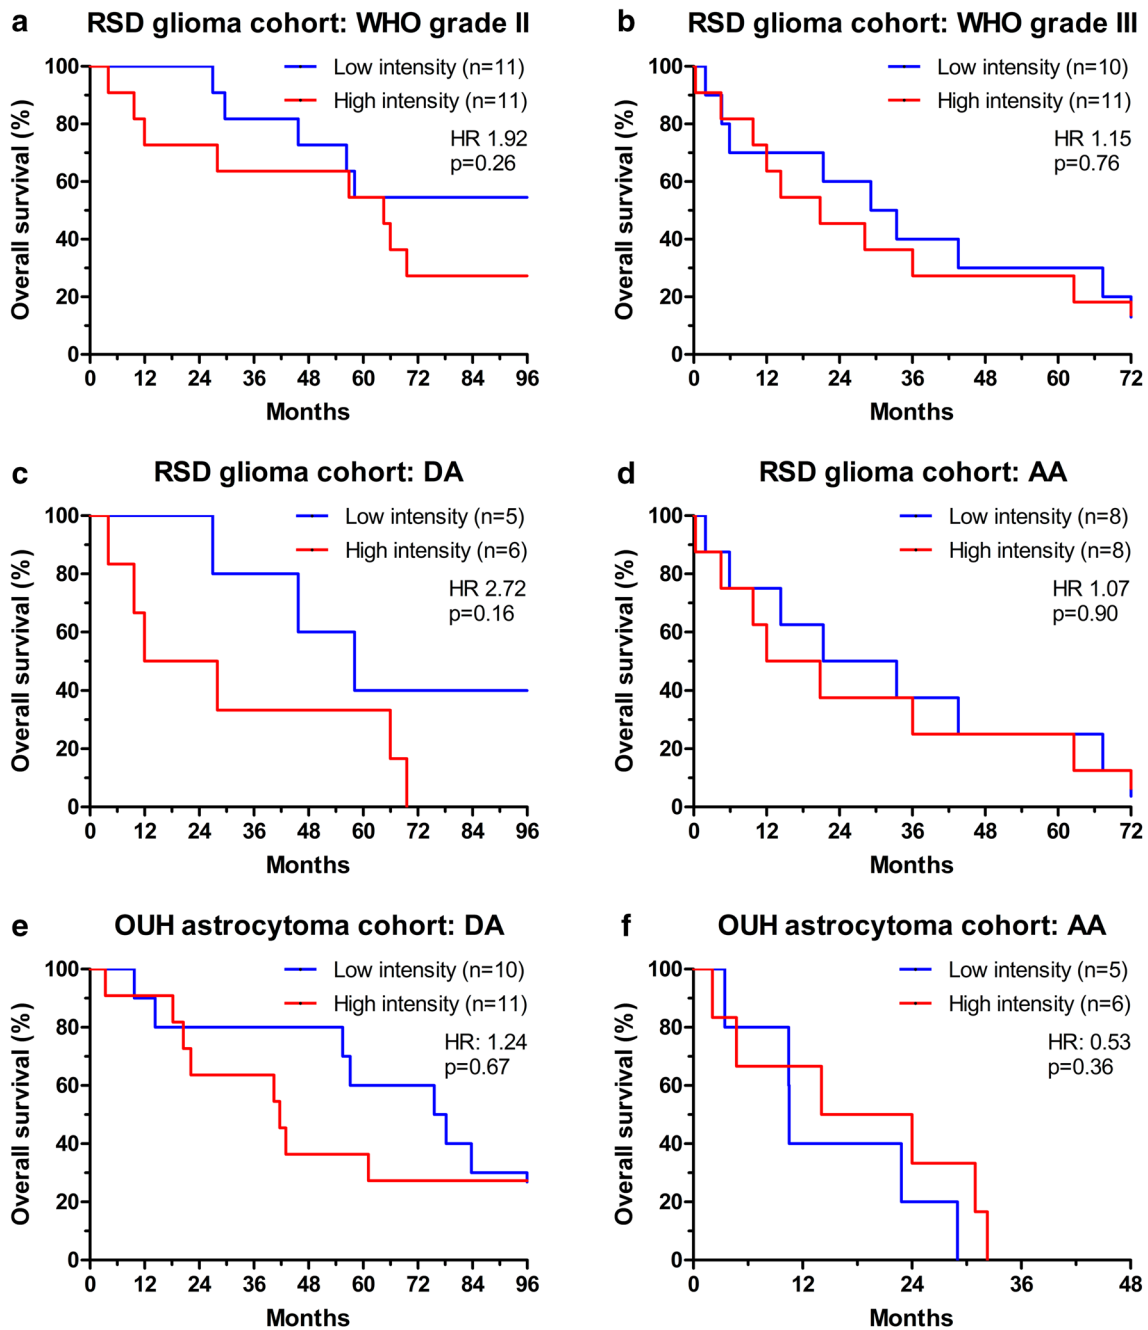 a RSD glioma cohort: WHO grade II
Low intensity (n=11)
High intensity (n=11)
HR 1.92
p=0.26
Overall survival (%)
100
80
60
40
20
0
0 12 24 36 48 60 72 84 96
Months
b RSD glioma cohort: WHO grade III
Low intensity (n=10)
High intensity (n=11)
HR 1.15
p=0.76
Overall survival (%)
100
80
60
40
20
0
0 12 24 36 48 60 72
Months
c RSD glioma cohort: DA
Low intensity (n=5)
High intensity (n=6)
HR 2.72
p=0.16
Overall survival (%)
100
80
60
40
20
0
0 12 24 36 48 60 72 84 96
Months
d RSD glioma cohort: AA
Low intensity (n=8)
High intensity (n=8)
HR 1.07
p=0.90
Overall survival (%)
100
80
60
40
20
0
0 12 24 36 48 60 72
Months
e OUH astrocytoma cohort: DA
Low intensity (n=10)
High intensity (n=11)
HR: 1.24
p=0.67
Overall survival (%)
100
80
60
40
20
0
0 12 24 36 48 60 72 84 96
Months
f OUH astrocytoma cohort: AA
Low intensity (n=5)
High intensity (n=6)
HR: 0.53
p=0.36
Overall survival (%)
100
80
60
40
20
0
0 12 24 36 48
Months